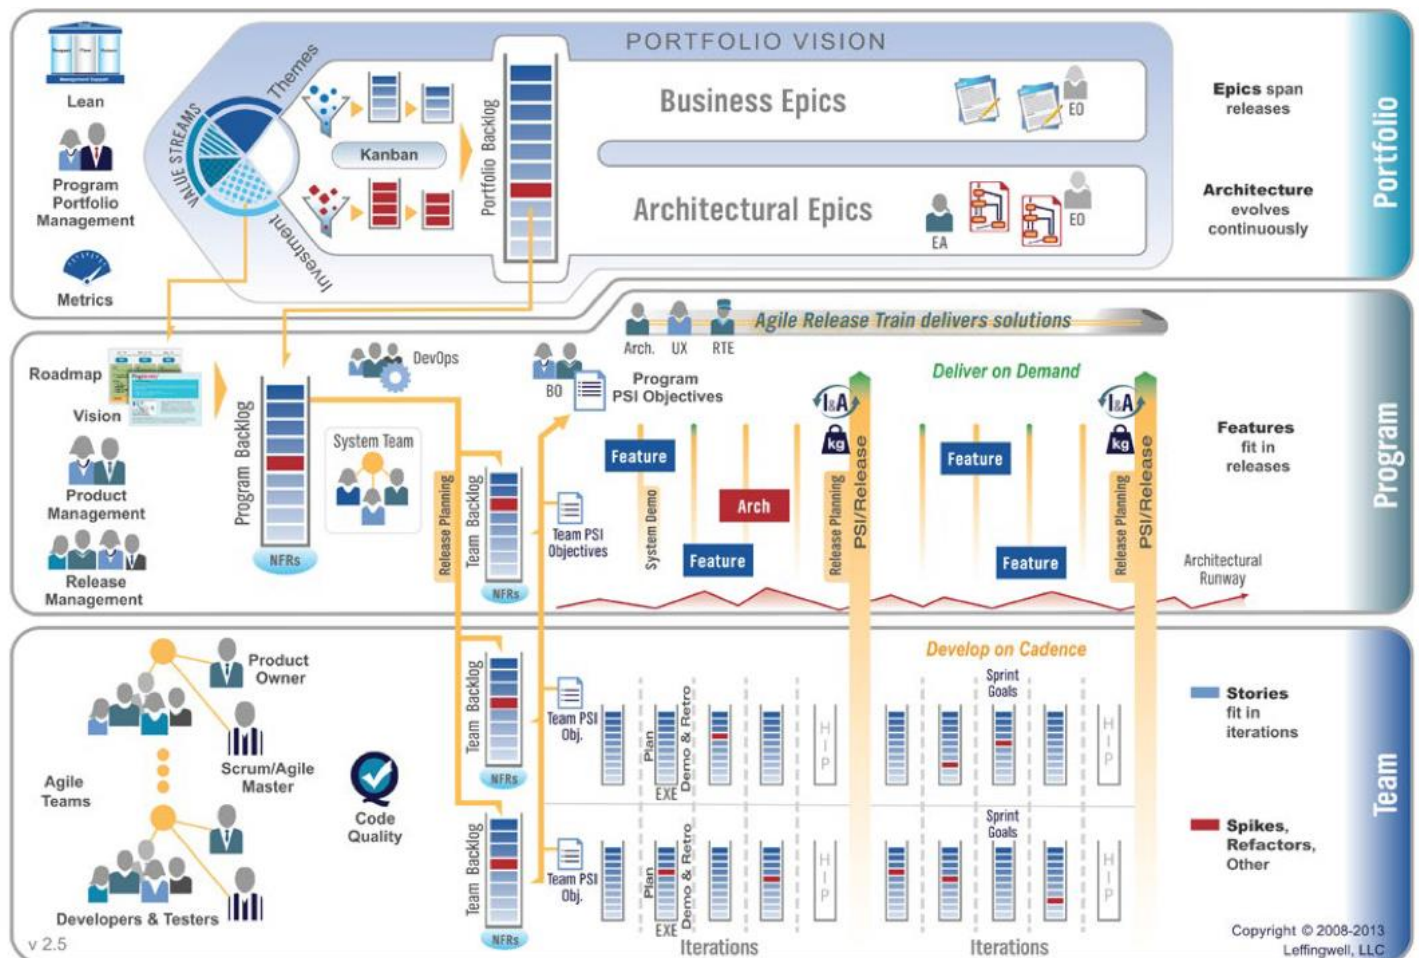 PORTFOLIO VISION
Management Support
Lean
Program
Portfolio
Management
Metrics
VALUE STREAMS
Themes
Investment
Kanban
Portfolio Backlog
Business Epics
EO
Architectural Epics
EA
EO
Epics span
releases
Architecture
evolves
continuously
Portfolio
Roadmap
Vision
Product
Management
Release
Management
Program Backlog
NFRs
DevOps
System Team
Release Planning
Team Backlog
NFRs
BO
Program
PSI Objectives
Team PSI
Objectives
Arch.
UX
RTE
Agile Release Train delivers solutions
Deliver on Demand
Feature
System Demo
Feature
Arch
I&A
kg
Release Planning
PSI/Release
Feature
Feature
I&A
kg
Release Planning
PSI/Release
Architectural
Runway
Features
fit in
releases
Program
Agile
Teams
Product
Owner
Scrum/Agile
Master
Developers & Testers
Code
Quality
Team Backlog
NFRs
Team PSI
Obj.
Develop on Cadence
Plan
EXE
Demo & Retro
HIP
Sprint
Goals
HIP
Team Backlog
NFRs
Team PSI
Obj.
Plan
EXE
Demo & Retro
HIP
Sprint
Goals
HIP
Iterations
Iterations
Stories
fit in
iterations
Spikes,
Refactors,
Other
Team
v 2.5
Copyright © 2008-2013
Leffingwell, LLC